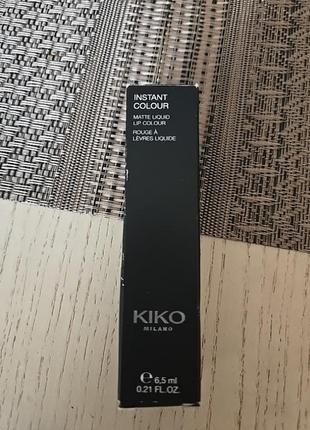 INSTANT
COLOUR
MATTE LIQUID
LIP COLOUR
ROUGE À
LÈVRES LIQUIDE
KIKO
MILANO
℮ 6,5 ml
0.21 FL.OZ.